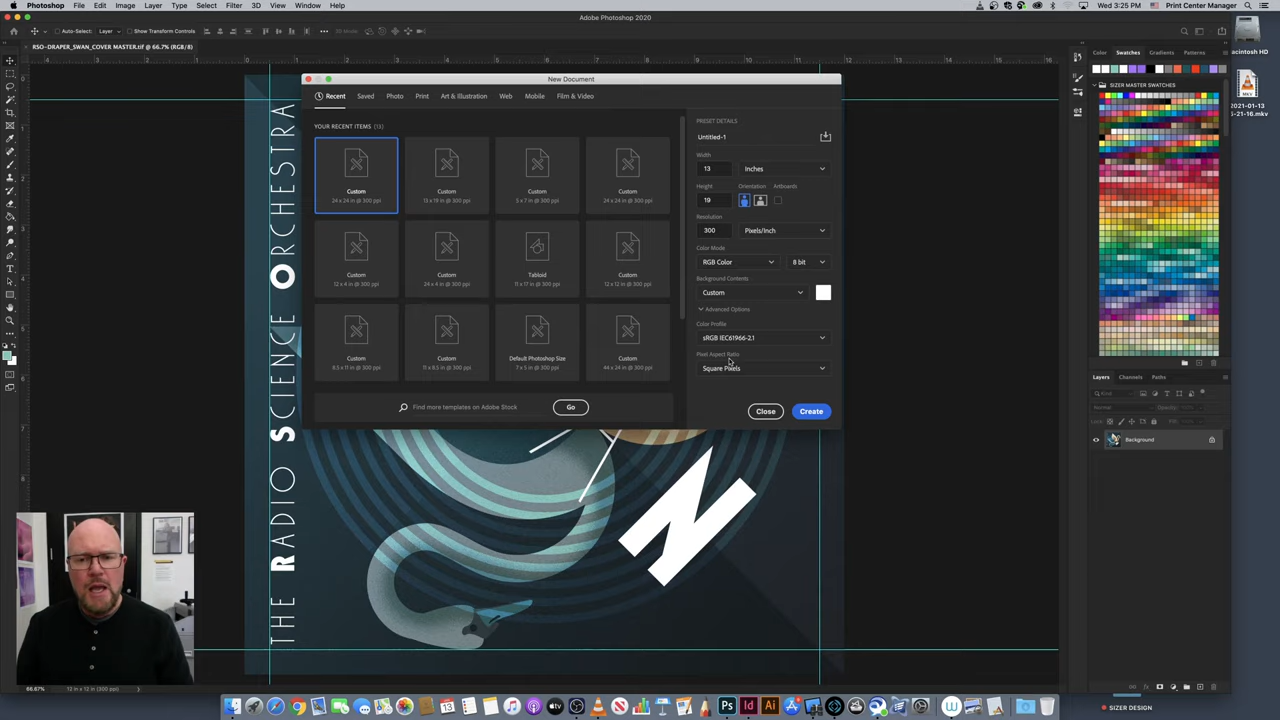 Photoshop File Edit Image Layer Type Select Filter 3D View Window Help
Wed 3:25 PM Print Center Manager
Adobe Photoshop 2020
Auto-Select: Layer Show Transform Controls
RSO-DRAPER_SWAN_COVER MASTER.tif @ 66.7% (RGB/8)
New Document
Recent Saved Photo Print Art & Illustration Web Mobile Film & Video
YOUR RECENT ITEMS (13)
Custom
24 x 24 in @ 300 ppi
Custom
13 x 19 in @ 300 ppi
Custom
5 x 7 in @ 300 ppi
Custom
24 x 24 in @ 300 ppi
Custom
12 x 4 in @ 300 ppi
Custom
24 x 4 in @ 300 ppi
Tabloid
11 x 17 in @ 300 ppi
Custom
12 x 12 in @ 300 ppi
Custom
8.5 x 11 in @ 300 ppi
Custom
11 x 8.5 in @ 300 ppi
Default Photoshop Size
7 x 5 in @ 300 ppi
Custom
44 x 24 in @ 300 ppi
Find more templates on Adobe Stock Go
PRESET DETAILS
Untitled-1
Width
13 Inches
Height Orientation Artboards
19
Resolution
300 Pixels/Inch
Color Mode
RGB Color 8 bit
Background Contents
Custom
Advanced Options
Color Profile
sRGB IEC61966-2.1
Pixel Aspect Ratio
Square Pixels
Close Create
THE RADIO SCIENCE ORCHESTRA
N
Color Swatches Gradients Patterns
SIZER MASTER SWATCHES
Layers Channels Paths
Background
Macintosh HD
2021-01-13
66.67% 12 in x 12 in (300 ppi)
SIZER DESIGN